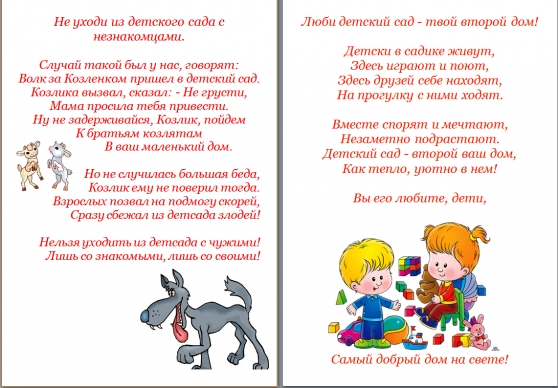 Не уходи из детского сада с
незнакомцами.
Случай такой был у нас, говорят:
Волк за Козленком пришел в детский сад.
Козлика вызвал, сказал: - Не грусти,
Мама просила тебя привести.
Ну не задерживайся, Козлик, пойдем
К братьям козлятам
В ваш маленький дом.
Но не случилась большая беда,
Козлик ему не поверил тогда.
Взрослых позвал на подмогу скорей,
Сразу сбежал из детсада злодей!
Нельзя уходить из детсада с чужими!
Лишь со знакомыми, лишь со своими!
Люби детский сад - твой второй дом!
Детски в садике живут,
Здесь играют и поют,
Здесь друзей себе находят,
На прогулку с ними ходят.
Вместе спорят и мечтают,
Незаметно подрастают.
Детский сад - второй ваш дом,
Как тепло, уютно в нем!
Вы его любите, дети,
Самый добрый дом на свете!